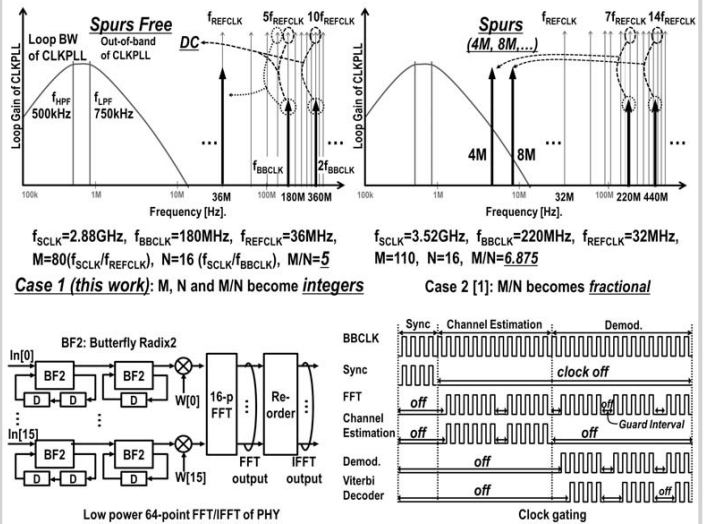 Spurs Free
Loop BW
of CLKPLL
Out-of-band
of CLKPLL
DC
fREFCLK
5fREFCLK
10fREFCLK
Loop Gain of CLKPLL
fHPF
500kHz
fLPF
750kHz
...
...
fBBCLK
2fBBCLK
100k
1M
36M
100M
180M
360M
Frequency [Hz].
Spurs
(4M, 8M,...)
fREFCLK
7fREFCLK
14fREFCLK
Loop Gain of CLKPLL
4M
8M
...
...
100k
1M
10M
32M
100M
220M
440M
Frequency [Hz].
fSCLK=2.88GHz, fBBCLK=180MHz, fREFCLK=36MHz,
M=80(fSCLK/fREFCLK), N=16 (fSCLK/fBBCLK), M/N=5
Case 1 (this work): M, N and M/N become integers
fSCLK=3.52GHz, fBBCLK=220MHz, fREFCLK=32MHz,
M=110, N=16, M/N=6.875
Case 2 [1]: M/N becomes fractional
BF2: Butterfly Radix2
In[0]
BF2
BF2
D
D
D
W[0]
...
...
In[15]
BF2
BF2
D
D
D
W[15]
16-p
FFT
Re-
order
...
...
FFT
output
IFFT
output
Low power 64-point FFT/IFFT of PHY
Sync
Channel Estimation
Demod.
BBCLK
Sync
clock off
FFT
off
off
Guard Interval
Channel
Estimation
off
off
Demod.
off
Viterbi
Decoder
off
off
Clock gating